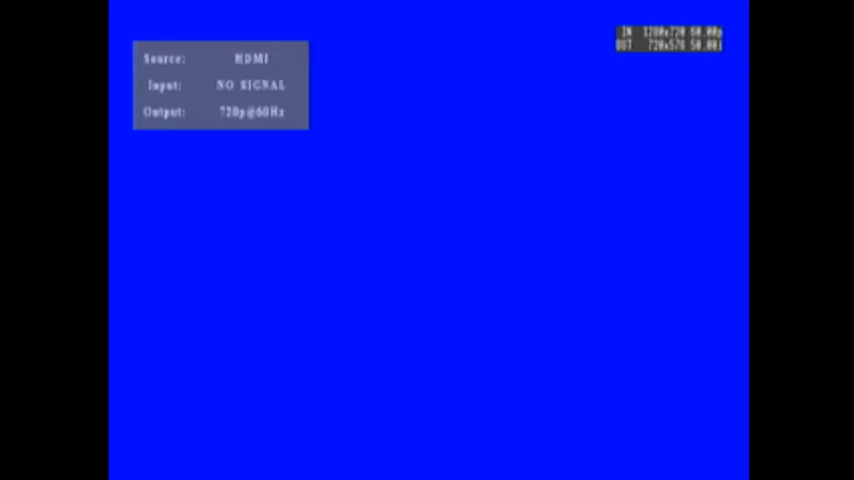 Source: HDMI
Input: NO SIGNAL
Output: 720p@60Hz
IN 1280x720 60.00p
OUT 720x576 50.00i